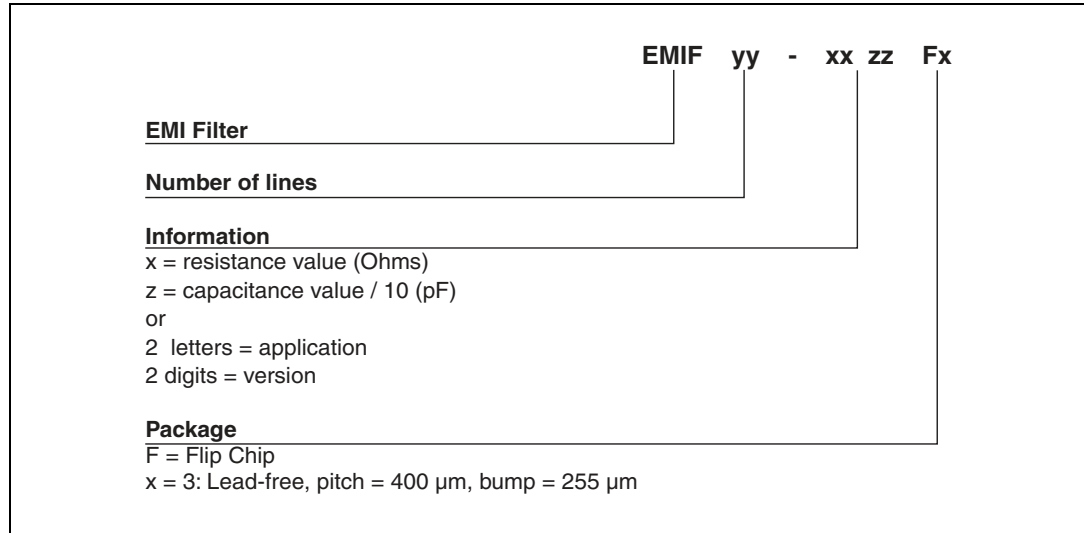 EMIF yy - xx zz Fx
EMI Filter
Number of lines
Information
x = resistance value (Ohms)
z = capacitance value / 10 (pF)
or
2 letters = application
2 digits = version
Package
F = Flip Chip
x = 3: Lead-free, pitch = 400 µm, bump = 255 µm